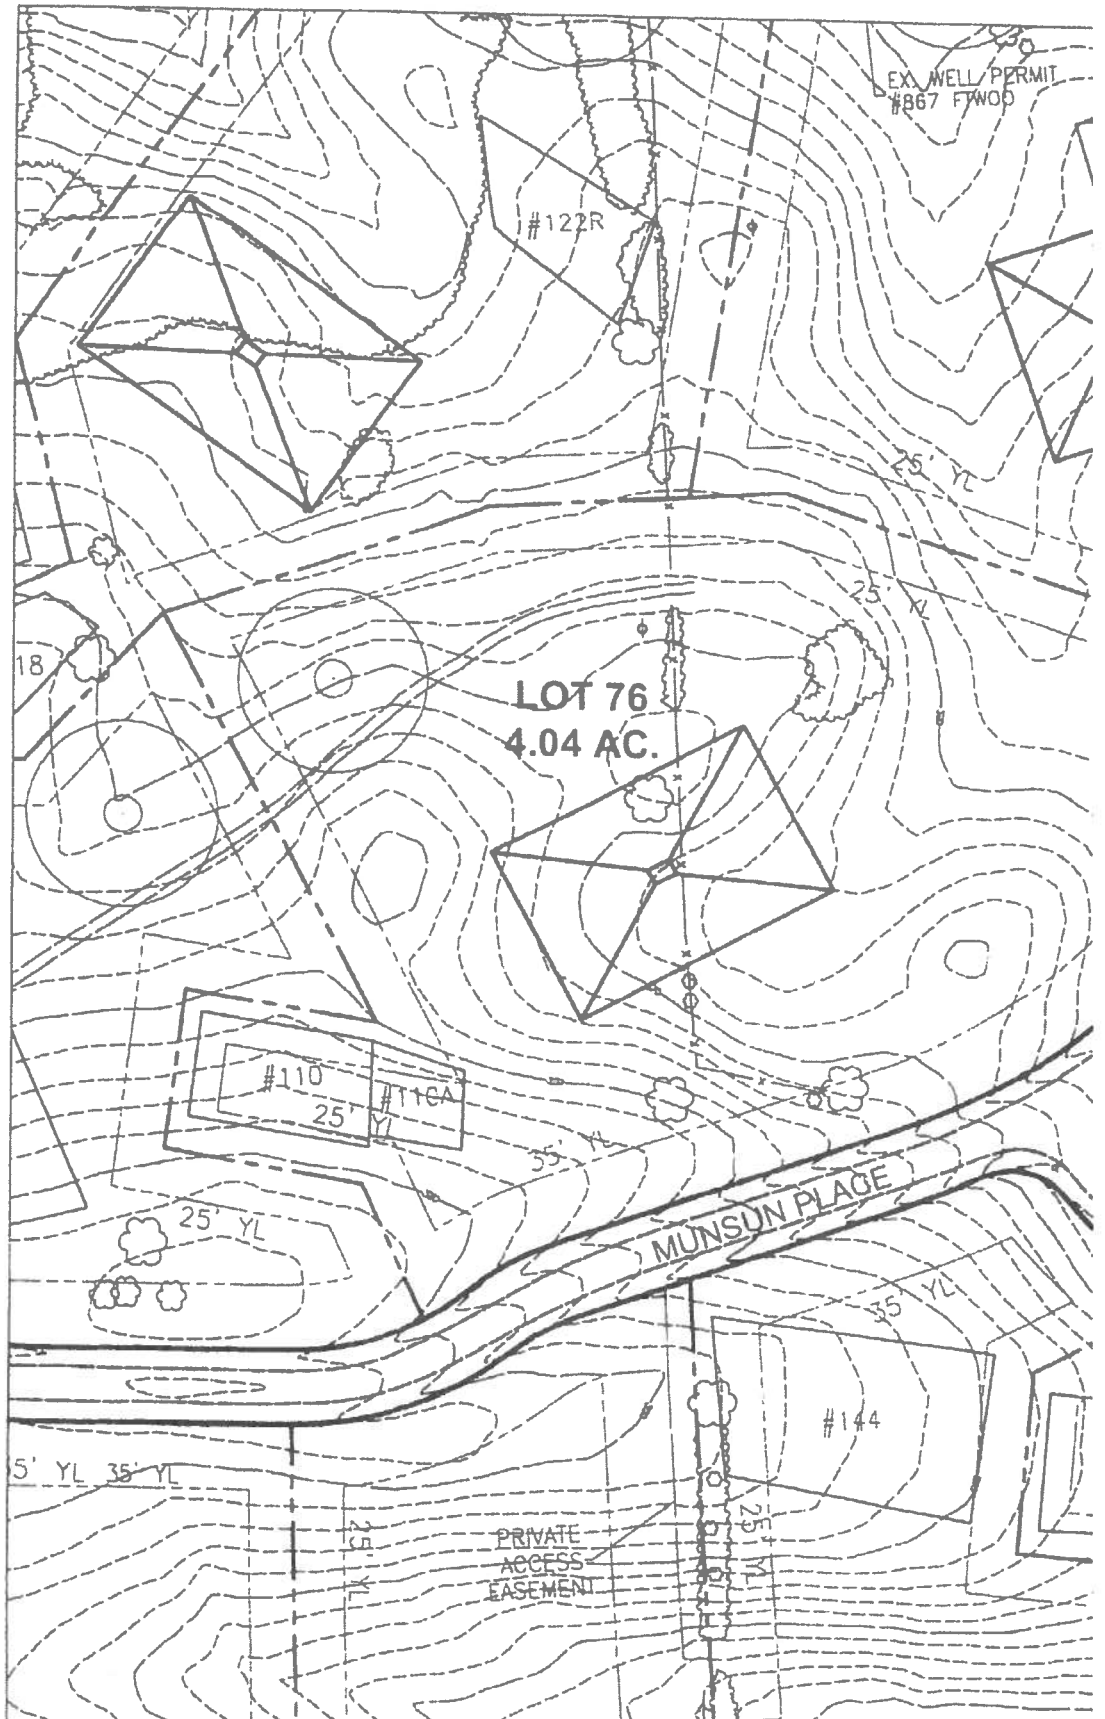 EX. WELL PERMIT
#867 FTWOO
#122R
25' YL
25' YL
18
LOT 76
4.04 AC.
#110
#110A
25' YL
35' YL
25' YL
MUNSUN PLACE
35' YL
#144
5' YL 35' YL
25' YL
PRIVATE
ACCESS
EASEMENT
25' YL